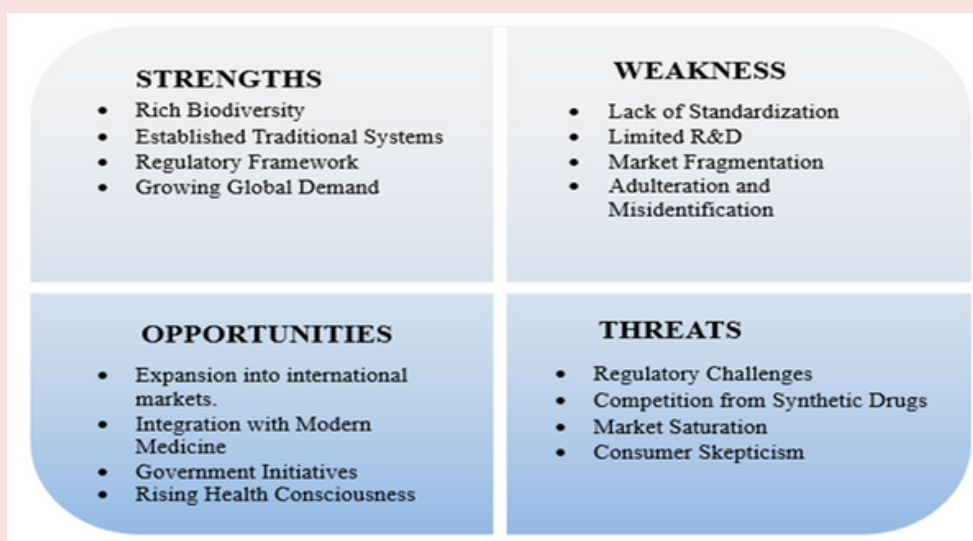 STRENGTHS
• Rich Biodiversity
• Established Traditional Systems
• Regulatory Framework
• Growing Global Demand
WEAKNESS
• Lack of Standardization
• Limited R&D
• Market Fragmentation
• Adulteration and
Misidentification
OPPORTUNITIES
• Expansion into international
markets.
• Integration with Modern
Medicine
• Government Initiatives
• Rising Health Consciousness
THREATS
• Regulatory Challenges
• Competition from Synthetic Drugs
• Market Saturation
• Consumer Skepticism